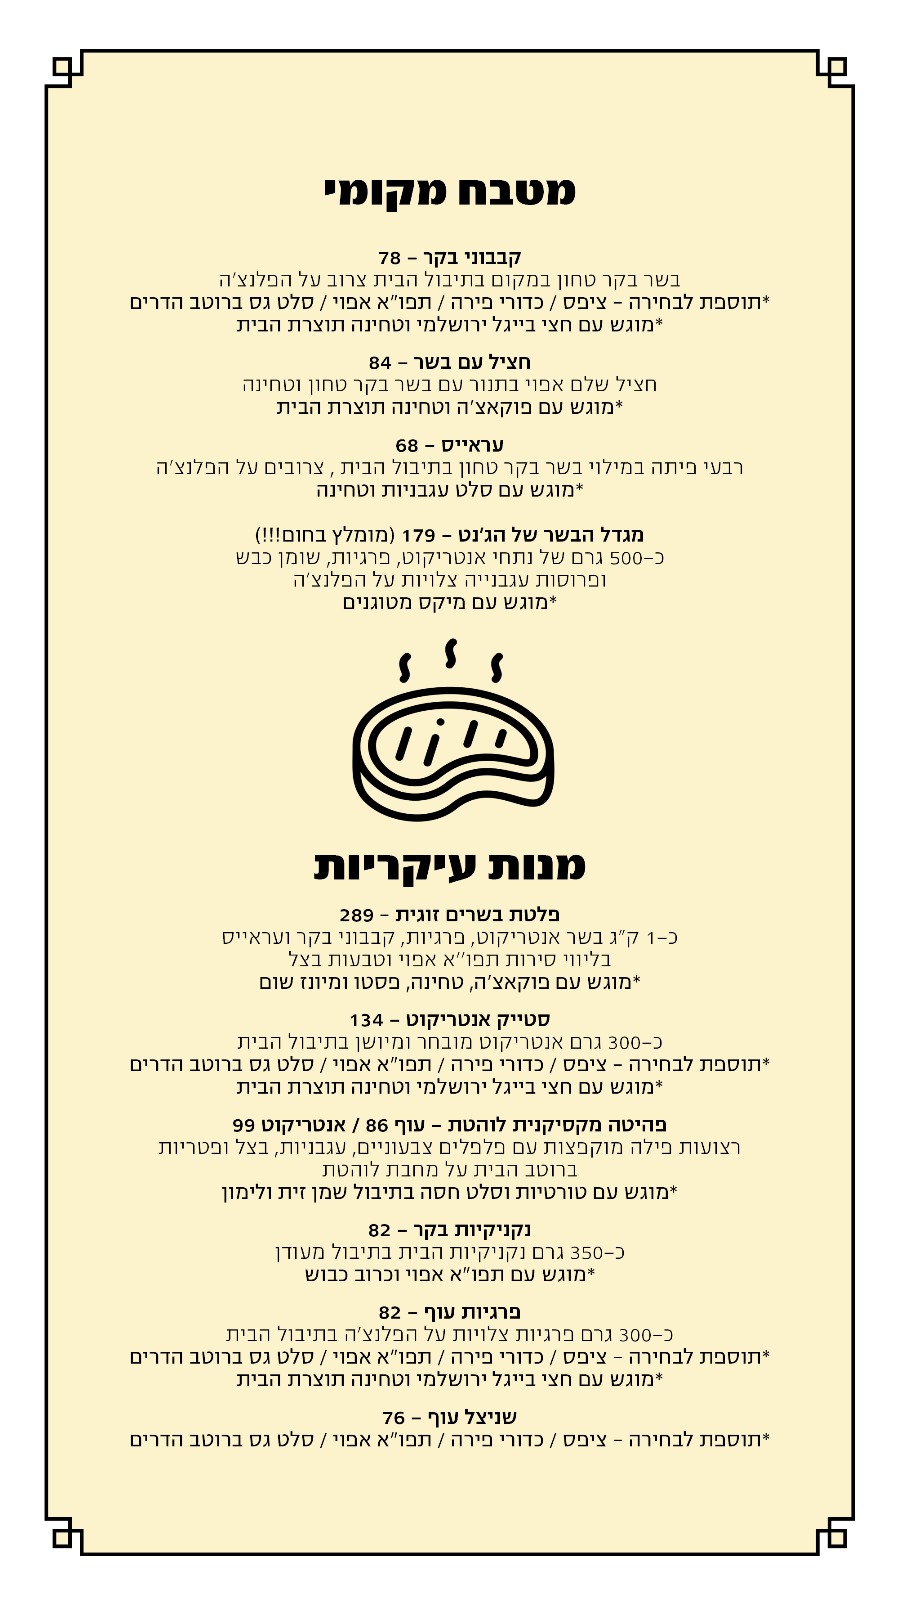 מטבח מקומי
קבבוני בקר – 78
בשר בקר טחון במקום בתיבול הבית צרוב על הפלנצ'ה
*תוספת לבחירה – ציפס / כדורי פירה / תפו"א אפוי / סלט גס ברוטב הדרים
*מוגש עם חצי בייגל ירושלמי וטחינה תוצרת הבית
חציל עם בשר – 84
חציל שלם אפוי בתנור עם בשר בקר טחון וטחינה
*מוגש עם פוקאצ'ה וטחינה תוצרת הבית
עראייס – 68
רבעי פיתה במילוי בשר בקר טחון בתיבול הבית , צרובים על הפלנצ'ה
*מוגש עם סלט עגבניות וטחינה
מגדל הבשר של הג'נט – 179 (מומלץ בחום!!!)
כ–500 גרם של נתחי אנטריקוט, פרגיות, שומן כבש
ופרוסות עגבנייה צלויות על הפלנצ'ה
*מוגש עם מיקס מטוגנים
מנות עיקריות
פלטת בשרים זוגית – 289
כ–1 ק"ג בשר אנטריקוט, פרגיות, קבבוני בקר ועראייס
בליווי סירות תפו''א אפוי וטבעות בצל
*מוגש עם פוקאצ'ה, טחינה, פסטו ומיונז שום
סטייק אנטריקוט – 134
כ–300 גרם אנטריקוט מובחר ומיושן בתיבול הבית
*תוספת לבחירה – ציפס / כדורי פירה / תפו"א אפוי / סלט גס ברוטב הדרים
*מוגש עם חצי בייגל ירושלמי וטחינה תוצרת הבית
פהיטה מקסיקנית לוהטת – עוף 86 / אנטריקוט 99
רצועות פילה מוקפצות עם פלפלים צבעוניים, עגבניות, בצל ופטריות
ברוטב הבית על מחבת לוהטת
*מוגש עם טורטיות וסלט חסה בתיבול שמן זית ולימון
נקניקיות בקר – 82
כ–350 גרם נקניקיות הבית בתיבול מעודן
*מוגש עם תפו"א אפוי וכרוב כבוש
פרגיות עוף – 82
כ–300 גרם פרגיות צלויות על הפלנצ'ה בתיבול הבית
*תוספת לבחירה – ציפס / כדורי פירה / תפו"א אפוי / סלט גס ברוטב הדרים
*מוגש עם חצי בייגל ירושלמי וטחינה תוצרת הבית
שניצל עוף – 76
*תוספת לבחירה – ציפס / כדורי פירה / תפו"א אפוי / סלט גס ברוטב הדרים